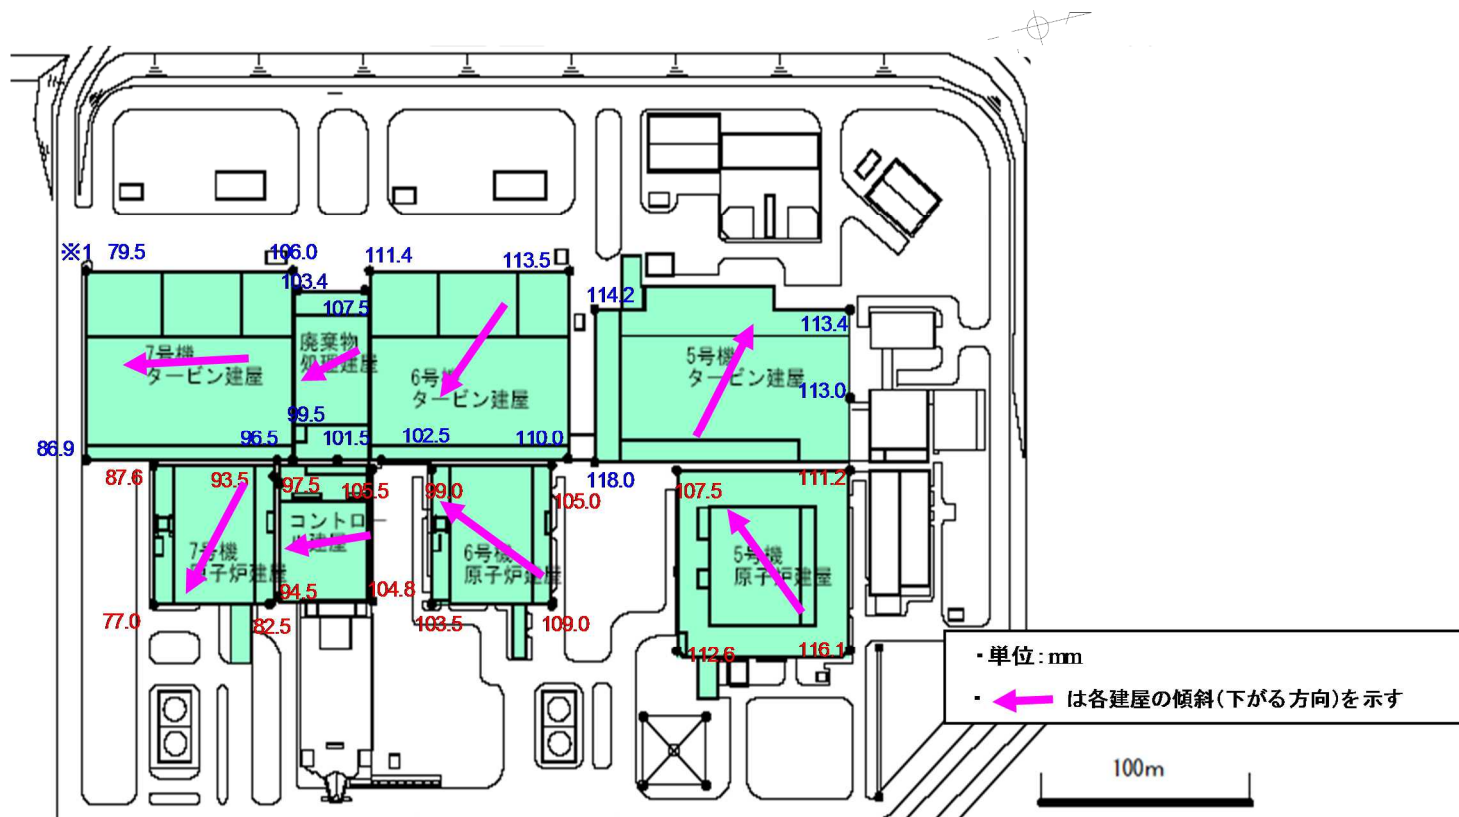 ※1 79.5 106.0 111.4 113.5
103.4
107.5 114.2 113.4
7号機
タービン建屋
廃棄物
処理建屋
6号機
タービン建屋
5号機
タービン建屋
113.0
99.5
86.9 96.5 101.5 102.5 110.0
118.0
87.6 93.5 97.5 105.5 99.0 105.0 107.5 111.2
7号機
原子炉建屋
コントロール建屋
6号機
原子炉建屋
5号機
原子炉建屋
77.0 82.5 94.5 104.8 103.5 109.0 112.6 116.1
・単位:mm
・ は各建屋の傾斜(下がる方向)を示す
100m